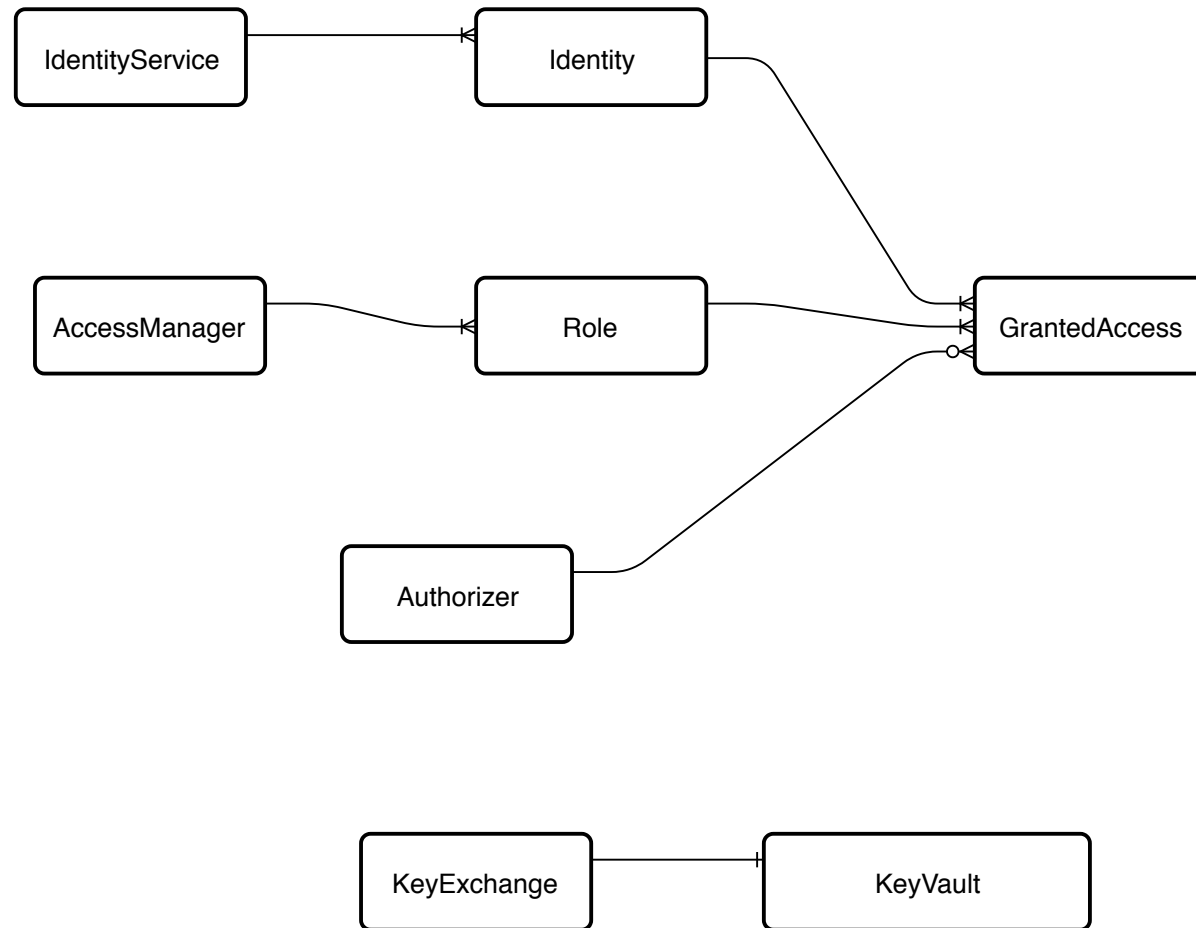 IdentityService
Identity
AccessManager
Role
GrantedAccess
Authorizer
KeyExchange
KeyVault